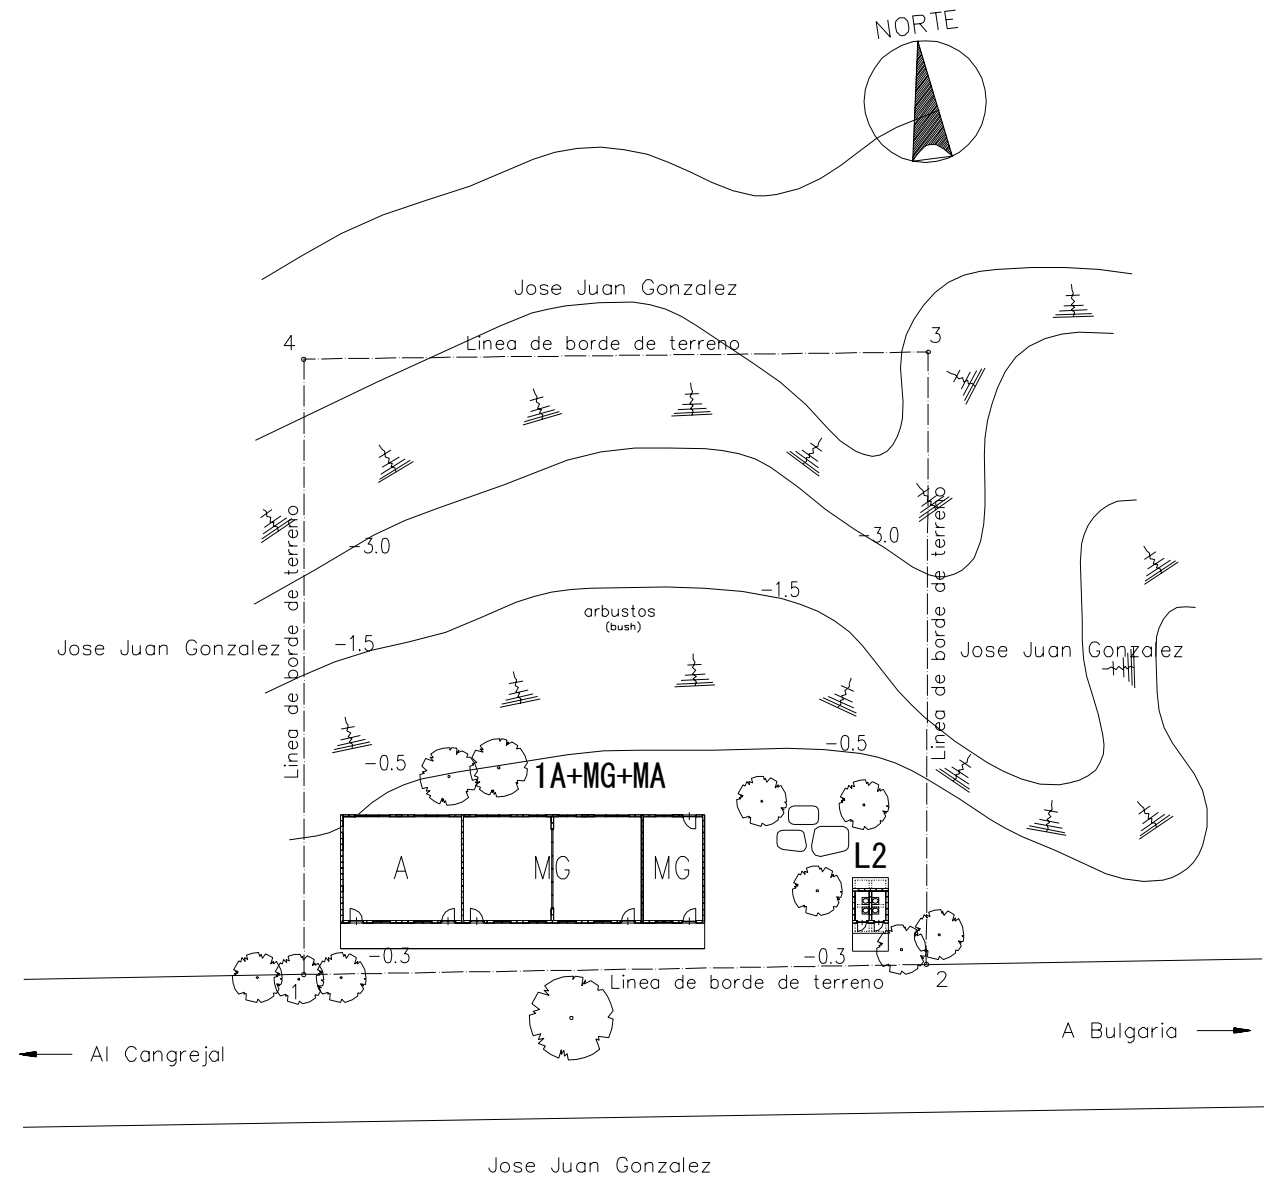 NORTE
Jose Juan Gonzalez
4
Linea de borde de terreno
3
Linea de borde de terreno
Linea de borde de terreno
-3.0
-3.0
-1.5
arbustos
(bush)
-1.5
Jose Juan Gonzalez
Jose Juan Gonzalez
-0.5
-0.5
1A+MG+MA
L2
A
MG
MG
-0.3
-0.3
1
Linea de borde de terreno
2
A Bulgaria
Al Cangrejal
Jose Juan Gonzalez